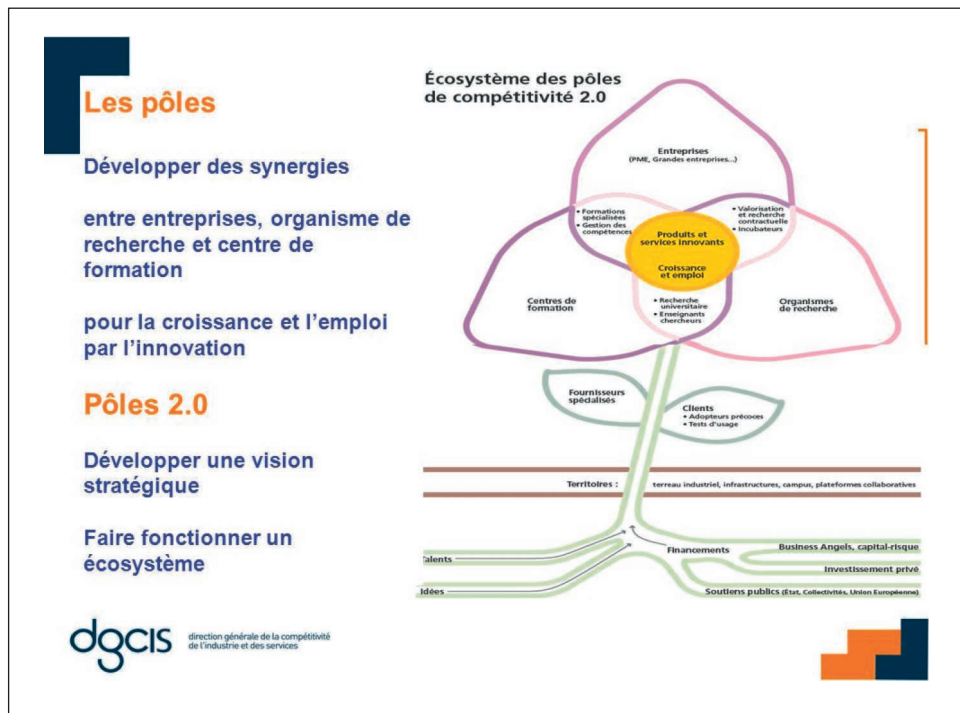 Les pôles
Développer des synergies
entre entreprises, organisme de
recherche et centre de
formation
pour la croissance et l'emploi
par l'innovation
Pôles 2.0
Développer une vision
stratégique
Faire fonctionner un
écosystème
Écosystème des pôles
de compétitivité 2.0
Entreprises
(PME, Grandes entreprises...)
• Formations
spécialisées
• Gestion des
compétences
• Valorisation
et recherche
contractuelle
• Incubateurs
Produits et
services innovants
Croissance
et emploi
Centres de
formation
• Recherche
universitaire
• Enseignants
chercheurs
Organismes
de recherche
Fournisseurs
spécialisés
Clients
• Adopteurs précoces
• Tests d'usage
Territoires : terreau industriel, infrastructures, campus, plateformes collaboratives
Talents
Financements
Business Angels, capital-risque
Investissement privé
Idées
Soutiens publics (État, Collectivités, Union Européenne)
dgcis
direction générale de la compétitivité
de l'industrie et des services